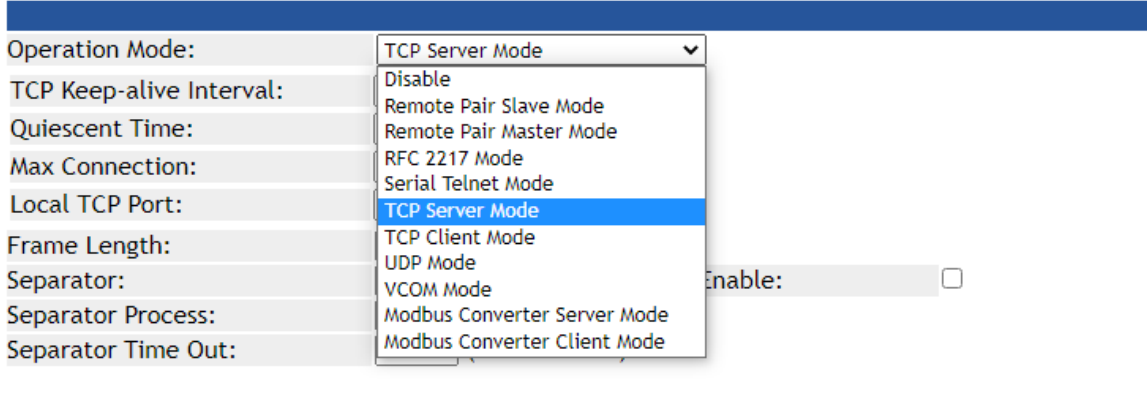 Operation Mode: TCP Server Mode
Disable
TCP Keep-alive Interval:
Remote Pair Slave Mode
Quiescent Time:
Remote Pair Master Mode
Max Connection:
RFC 2217 Mode
Serial Telnet Mode
Local TCP Port:
TCP Server Mode
Frame Length:
TCP Client Mode
UDP Mode
Separator: Enable:
VCOM Mode
Separator Process:
Modbus Converter Server Mode
Separator Time Out:
Modbus Converter Client Mode